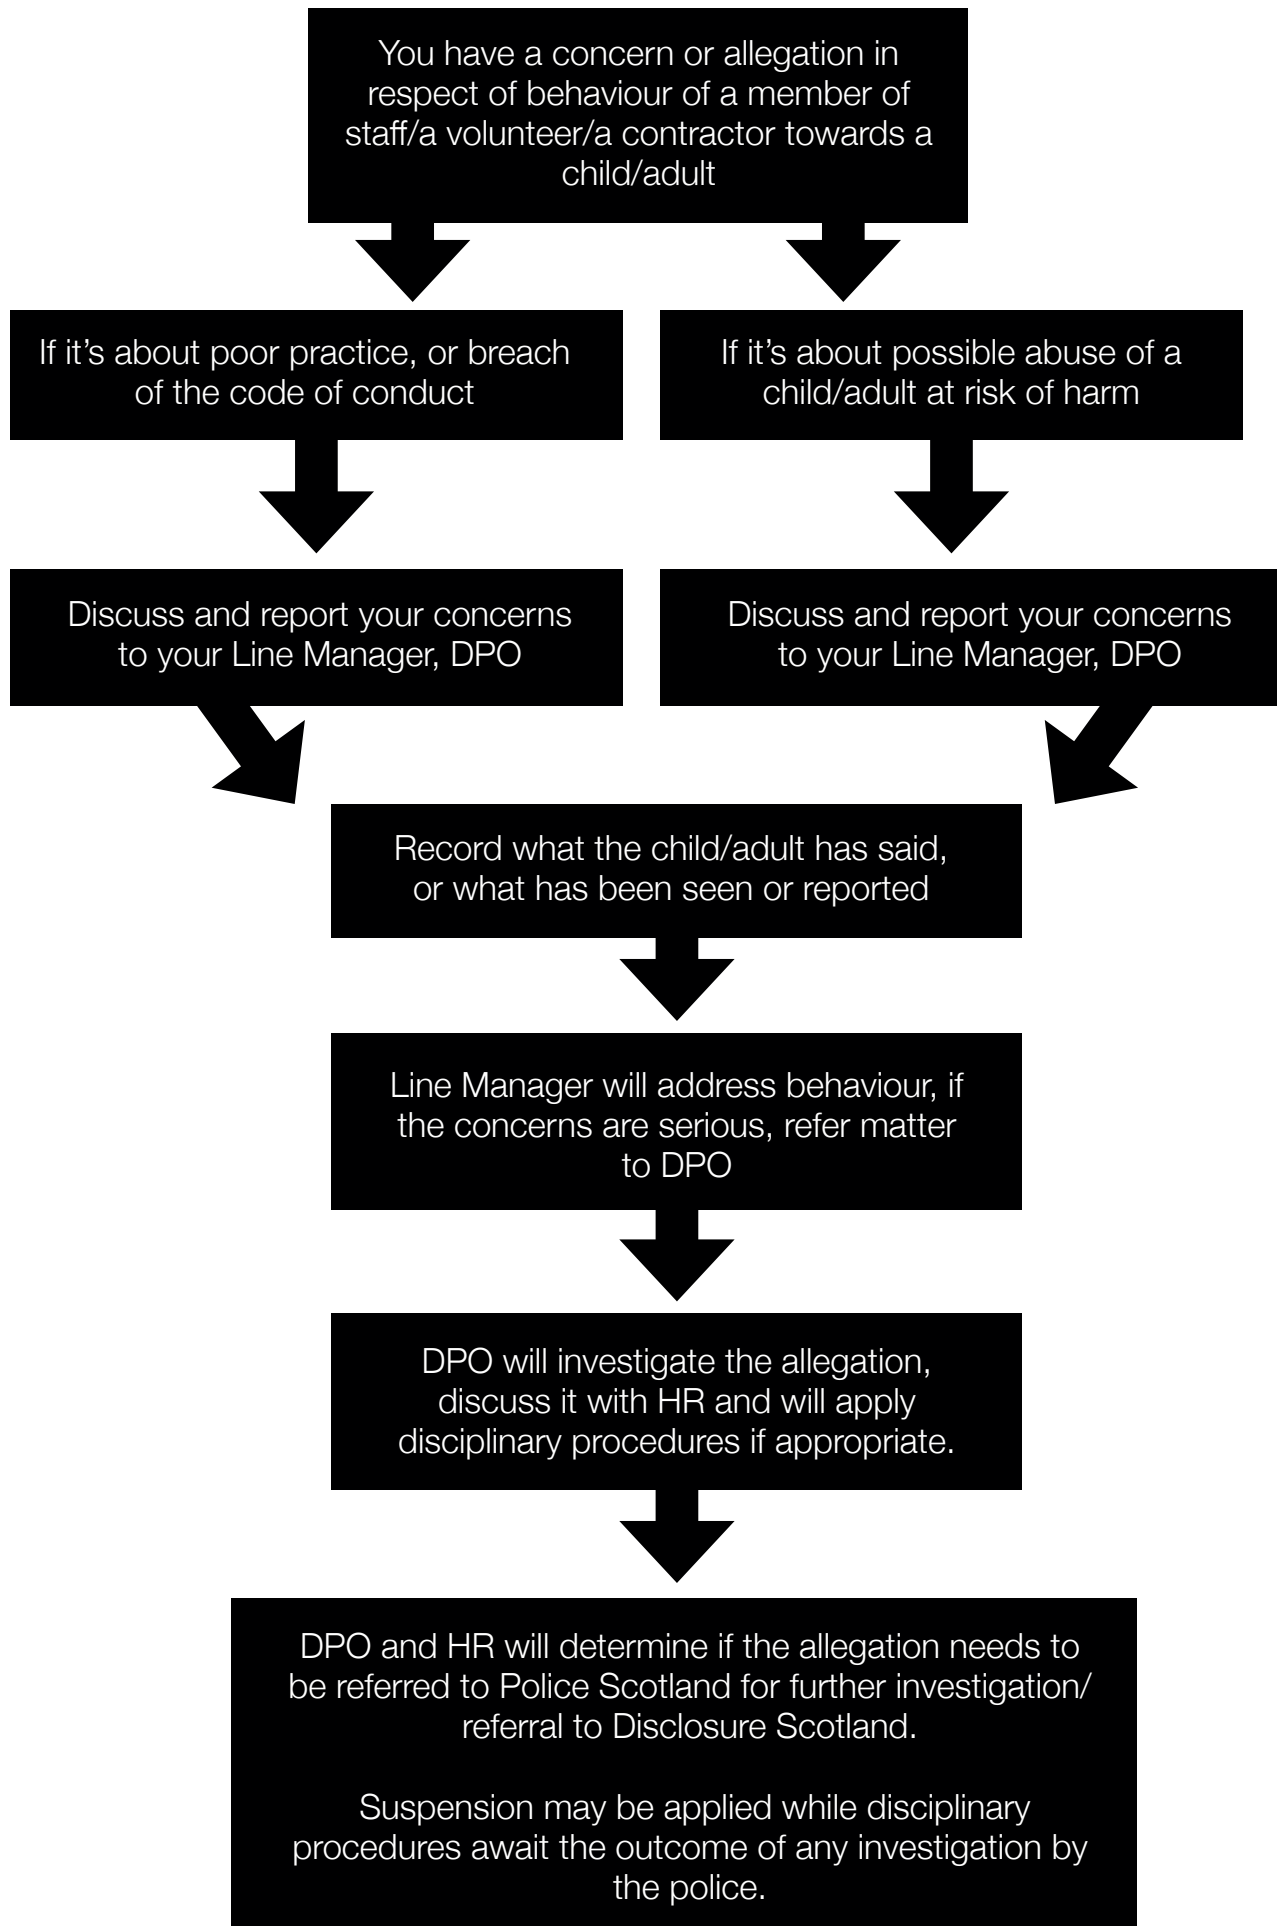 You have a concern or allegation in
respect of behaviour of a member of
staff/a volunteer/a contractor towards a
child/adult
If it’s about poor practice, or breach
of the code of conduct
If it’s about possible abuse of a
child/adult at risk of harm
Discuss and report your concerns
to your Line Manager, DPO
Discuss and report your concerns
to your Line Manager, DPO
Record what the child/adult has said,
or what has been seen or reported
Line Manager will address behaviour, if
the concerns are serious, refer matter
to DPO
DPO will investigate the allegation,
discuss it with HR and will apply
disciplinary procedures if appropriate.
DPO and HR will determine if the allegation needs to
be referred to Police Scotland for further investigation/
referral to Disclosure Scotland.
Suspension may be applied while disciplinary
procedures await the outcome of any investigation by
the police.